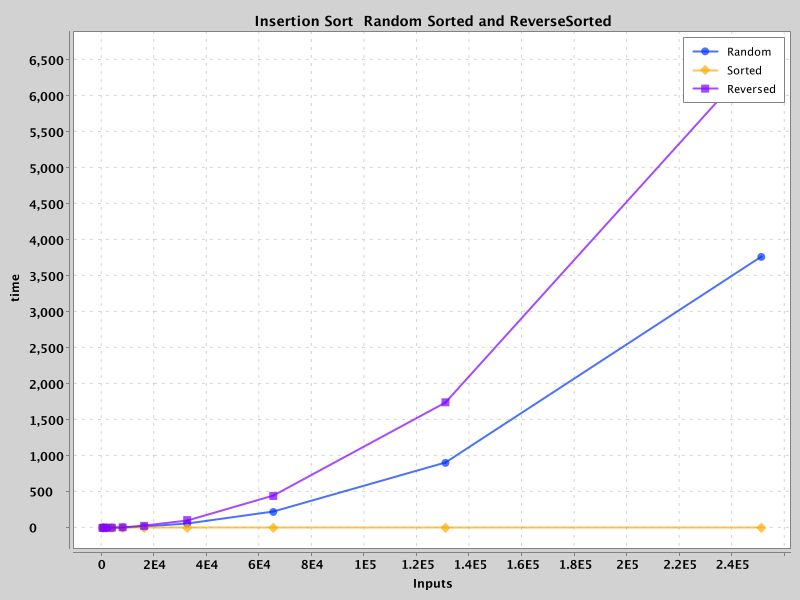 Insertion Sort  Random Sorted and ReverseSorted
Random
Sorted
Reversed
6,500
6,000
5,500
5,000
4,500
4,000
3,500
3,000
2,500
2,000
1,500
1,000
500
0
time
0 2E4 4E4 6E4 8E4 1E5 1.2E5 1.4E5 1.6E5 1.8E5 2E5 2.2E5 2.4E5
Inputs